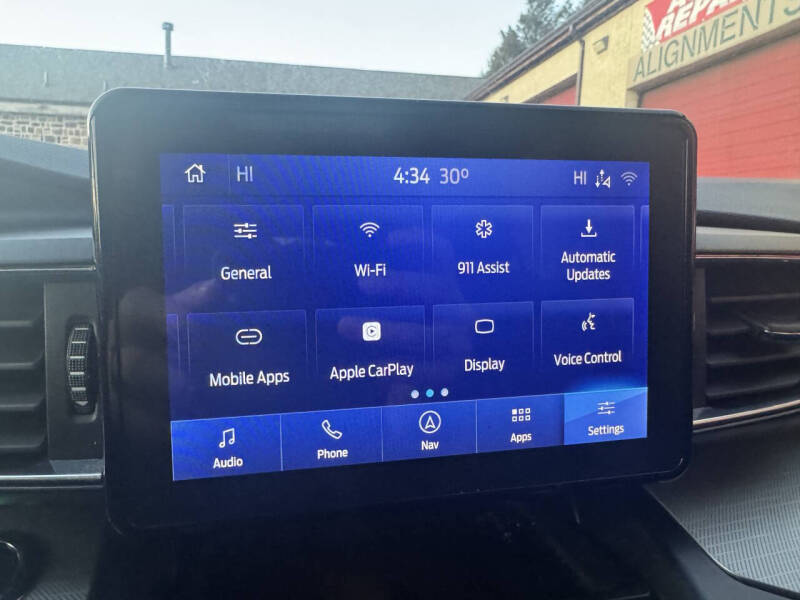 REPAIR
ALIGNMENTS
HI 4:34 30° HI
General
Wi-Fi
911 Assist
Automatic
Updates
Mobile Apps
Apple CarPlay
Display
Voice Control
Audio
Phone
Nav
Apps
Settings